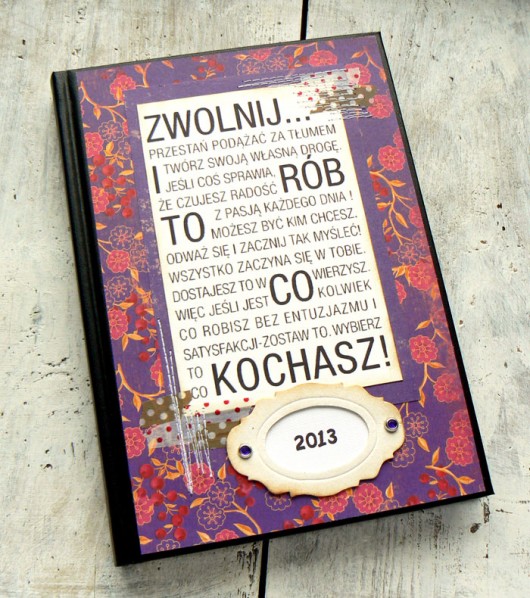 ZWOLNIJ...
PRZESTAŃ PODĄŻAĆ ZA TŁUMEM
I TWÓRZ SWOJĄ WŁASNĄ DROGĘ.
JEŚLI COŚ SPRAWIA,
ŻE CZUJESZ RADOŚĆ RÓB
TO Z PASJĄ KAŻDEGO DNIA !
MOŻESZ BYĆ KIM CHCESZ.
ODWAŻ SIĘ I ZACZNIJ TAK MYŚLEĆ!
WSZYSTKO ZACZYNA SIĘ W TOBIE.
DOSTAJESZ TO W CO WIERZYSZ.
WIĘC JEŚLI JEST COKOLWIEK
CO ROBISZ BEZ ENTUZJAZMU I
SATYSFAKCJI-ZOSTAW TO.WYBIERZ
TO
CO KOCHASZ!
2013